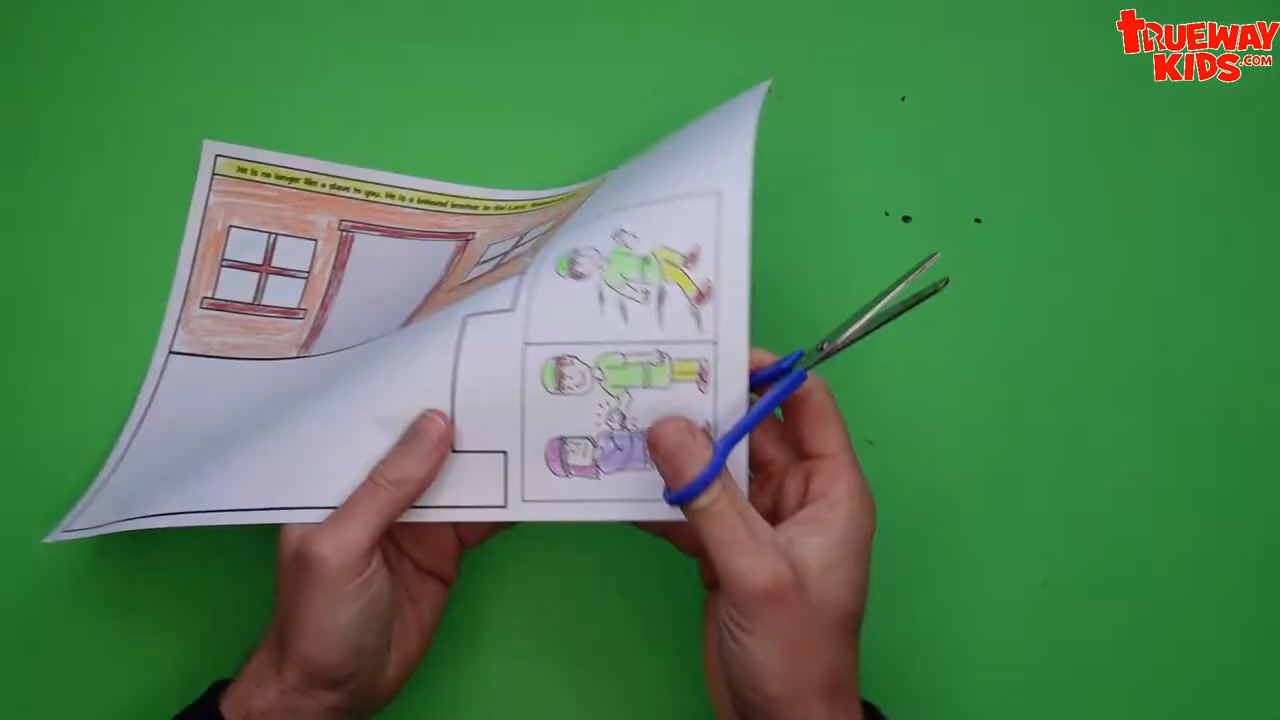 TRUEWAY
KIDS.COM
He is no longer like a slave to you. He is a beloved brother in the Lord.